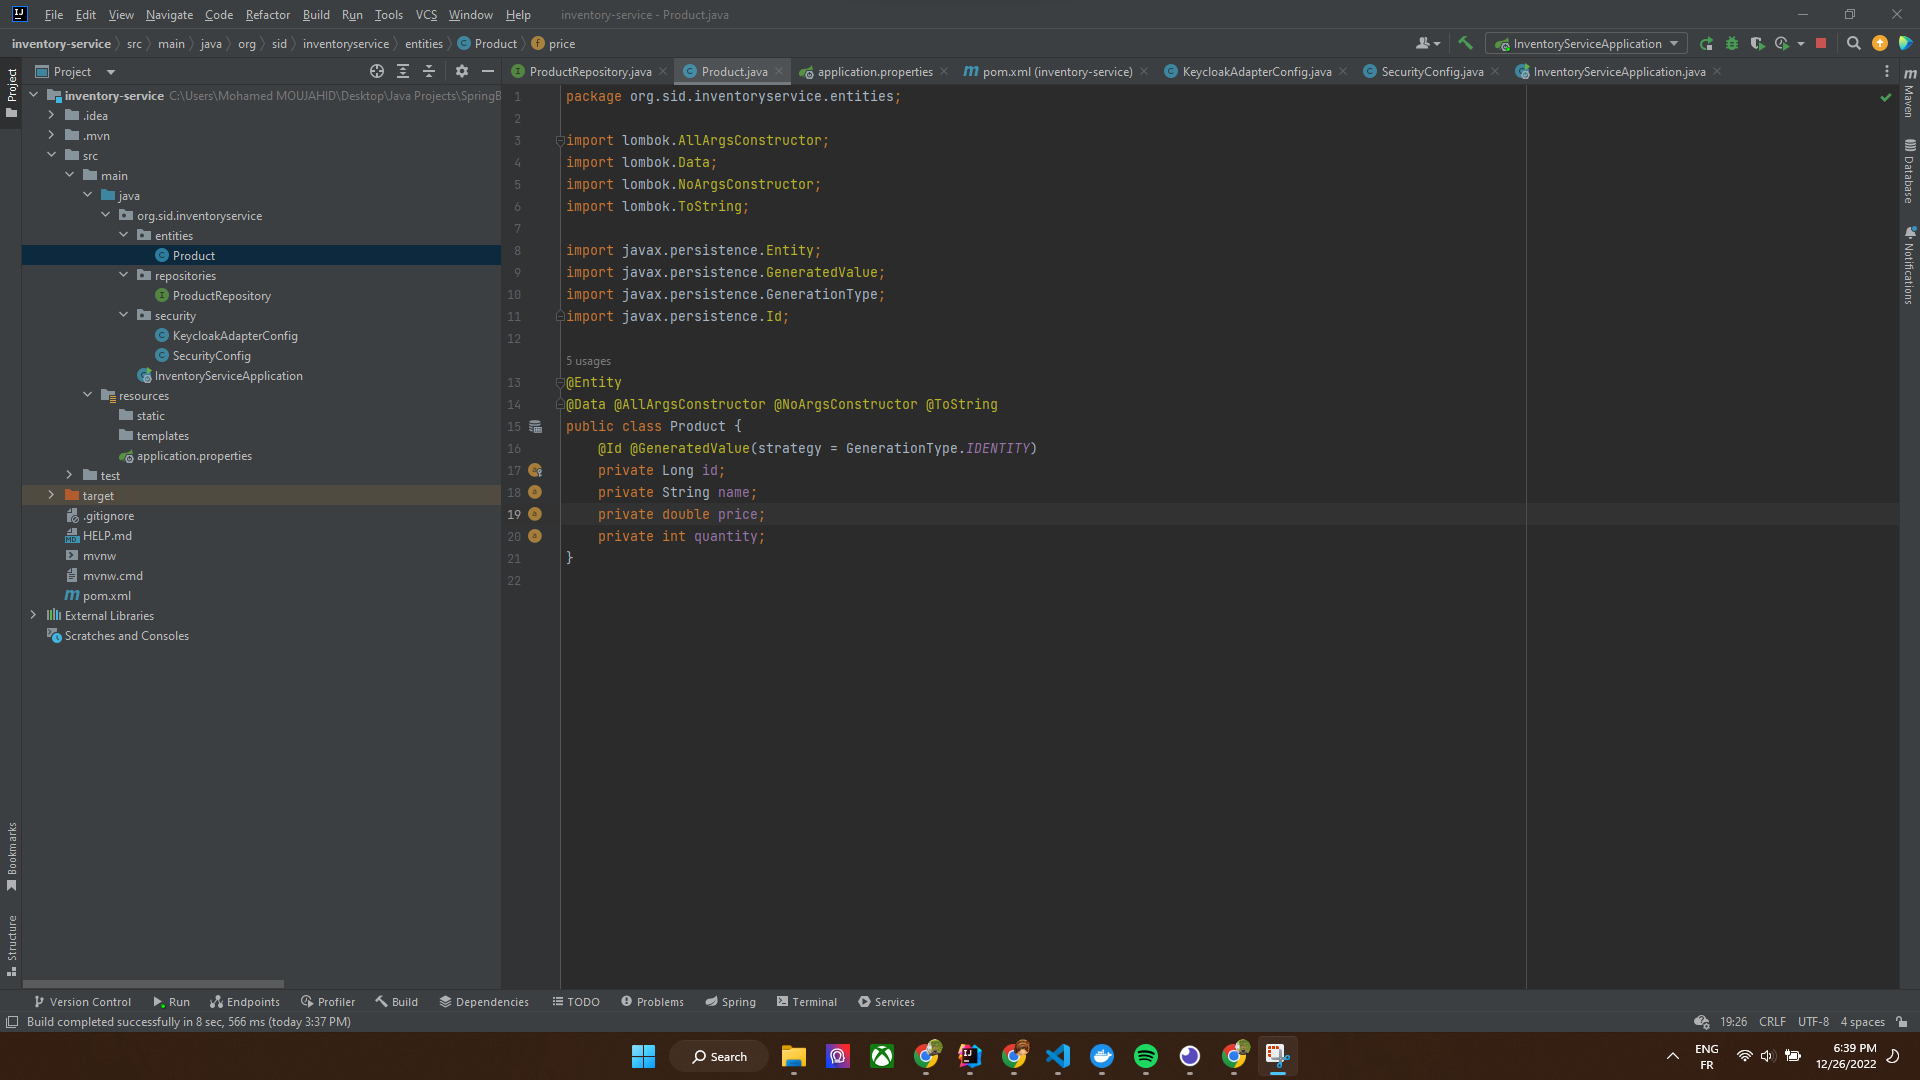 File Edit View Navigate Code Refactor Build Run Tools VCS Window Help inventory-service - Product.java
inventory-service src main java org sid inventoryservice entities Product price InventoryServiceApplication
Project
ProductRepository.java Product.java application.properties pom.xml (inventory-service) KeycloakAdapterConfig.java SecurityConfig.java InventoryServiceApplication.java
Project
Bookmarks
Structure
inventory-service C:\Users\Mohamed MOUJAHID\Desktop\Java Projects\SpringB
.idea
.mvn
src
main
java
org.sid.inventoryservice
entities
Product
repositories
ProductRepository
security
KeycloakAdapterConfig
SecurityConfig
InventoryServiceApplication
resources
static
templates
application.properties
test
target
.gitignore
HELP.md
mvnw
mvnw.cmd
pom.xml
External Libraries
Scratches and Consoles
1 package org.sid.inventoryservice.entities;
2
3 import lombok.AllArgsConstructor;
4 import lombok.Data;
5 import lombok.NoArgsConstructor;
6 import lombok.ToString;
7
8 import javax.persistence.Entity;
9 import javax.persistence.GeneratedValue;
10 import javax.persistence.GenerationType;
11 import javax.persistence.Id;
12
5 usages
13 @Entity
14 @Data @AllArgsConstructor @NoArgsConstructor @ToString
15 public class Product {
16 @Id @GeneratedValue(strategy = GenerationType.IDENTITY)
17 private Long id;
18 private String name;
19 private double price;
20 private int quantity;
21 }
22
Maven
Database
Notifications
Version Control Run Endpoints Profiler Build Dependencies TODO Problems Spring Terminal Services
Build completed successfully in 8 sec, 566 ms (today 3:37 PM) 19:26 CRLF UTF-8 4 spaces
Search
ENG
FR
6:39 PM
12/26/2022